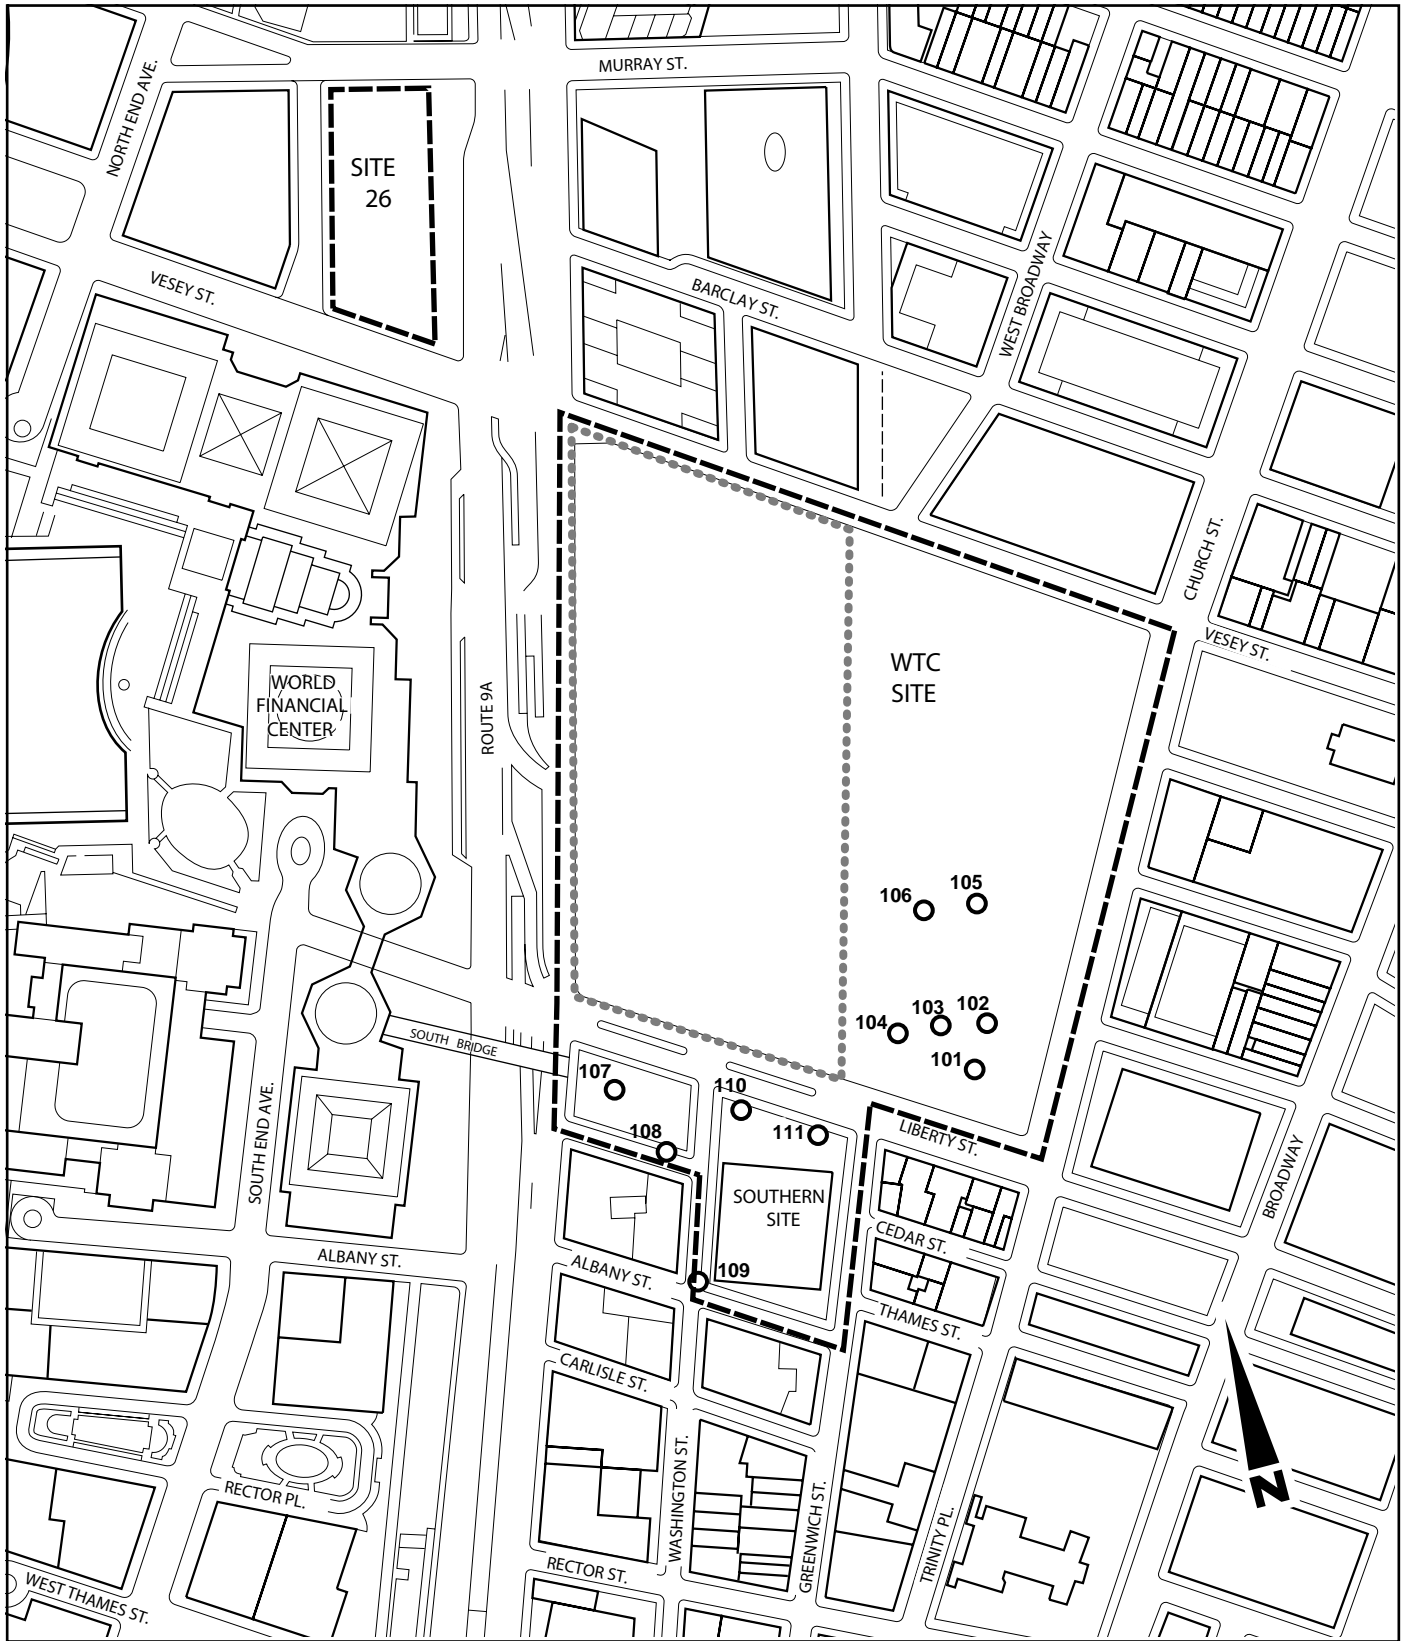 MURRAY ST.
NORTH END AVE.
SITE
26
VESEY ST.
BARCLAY ST.
WEST BROADWAY
CHURCH ST.
VESEY ST.
WTC
SITE
WORLD
FINANCIAL
CENTER
ROUTE 9A
105
106
102
103
104
101
SOUTH BRIDGE
107
110
111
108
LIBERTY ST.
SOUTH END AVE.
BROADWAY
SOUTHERN
SITE
CEDAR ST.
ALBANY ST.
ALBANY ST.
109
THAMES ST.
CARLISLE ST.
WASHINGTON ST.
GREENWICH ST.
TRINITY PL.
RECTOR PL.
N
RECTOR ST.
WEST THAMES ST.